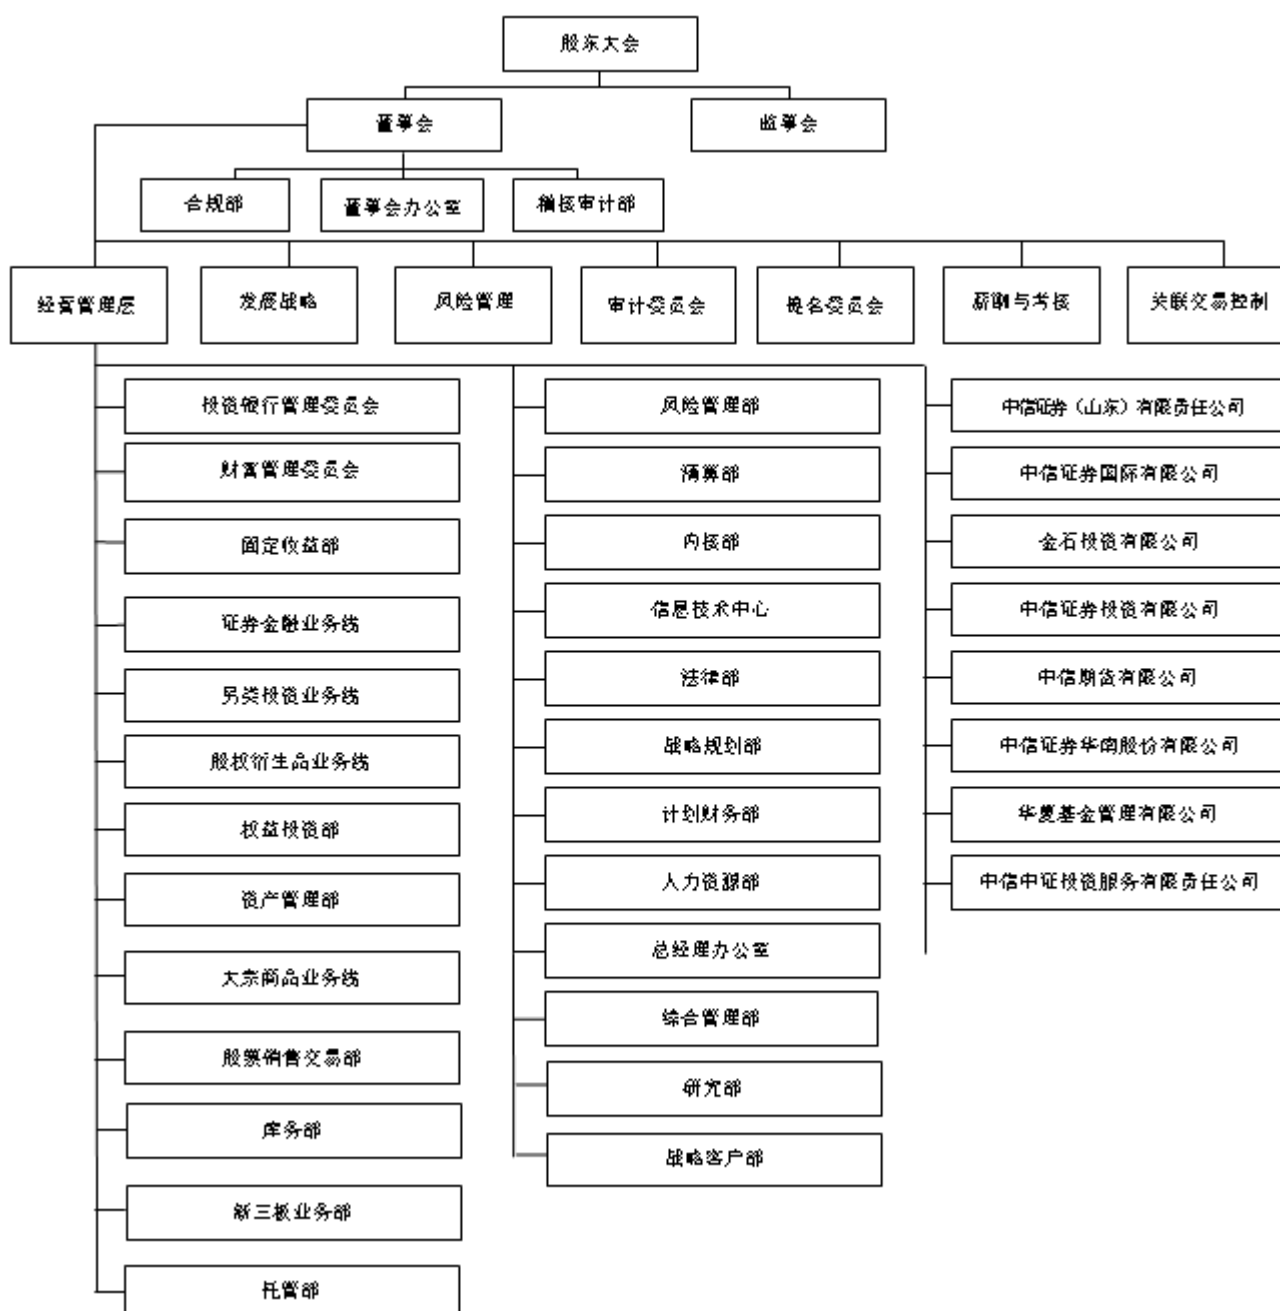 股东大会
董事会
监事会
合规部
董事会办公室
稽核审计部
经营管理层
发展战略
风险管理
审计委员会
提名委员会
薪酬与考核
关联交易控制
投资银行管理委员会
财富管理委员会
固定收益部
证券金融业务线
另类投资业务线
股权衍生品业务线
权益投资部
资产管理部
大宗商品业务线
股票销售交易部
库务部
新三板业务部
托管部
风险管理部
清算部
内核部
信息技术中心
法律部
战略规划部
计划财务部
人力资源部
总经理办公室
综合管理部
研究部
战略客户部
中信证券（山东）有限责任公司
中信证券国际有限公司
金石投资有限公司
中信证券投资有限公司
中信期货有限公司
中信证券华南股份有限公司
华夏基金管理有限公司
中信中证投资服务有限责任公司